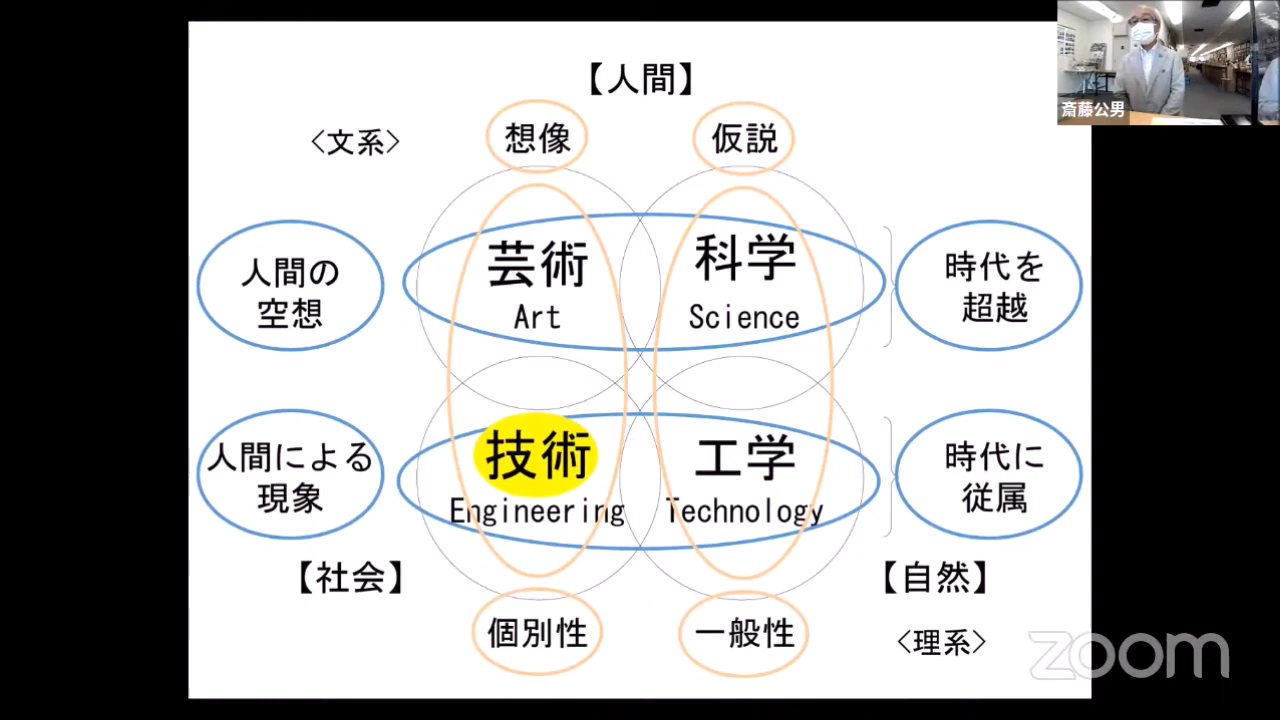 【人間】
〈文系〉
想像
仮説
斎藤公男
人間の
空想
芸術
Art
科学
Science
時代を
超越
人間による
現象
技術
Engineering
工学
Technology
時代に
従属
【社会】
【自然】
個別性
一般性
〈理系〉
zoom